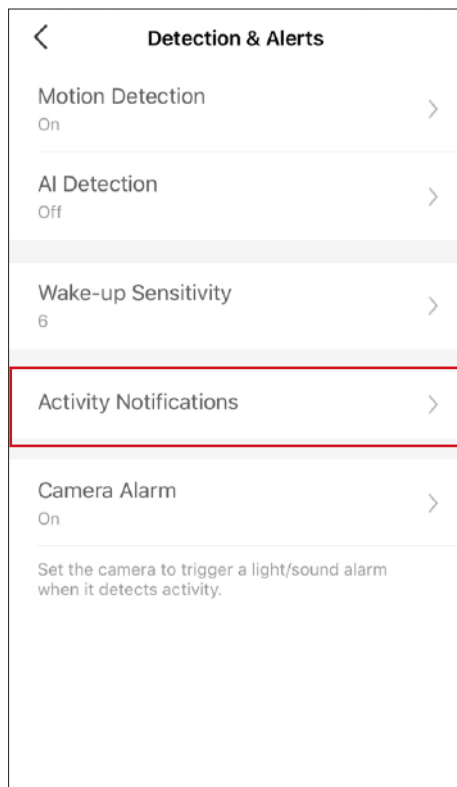 Detection & Alerts
Motion Detection
On
AI Detection
Off
Wake-up Sensitivity
6
Activity Notifications
Camera Alarm
On
Set the camera to trigger a light/sound alarm
when it detects activity.